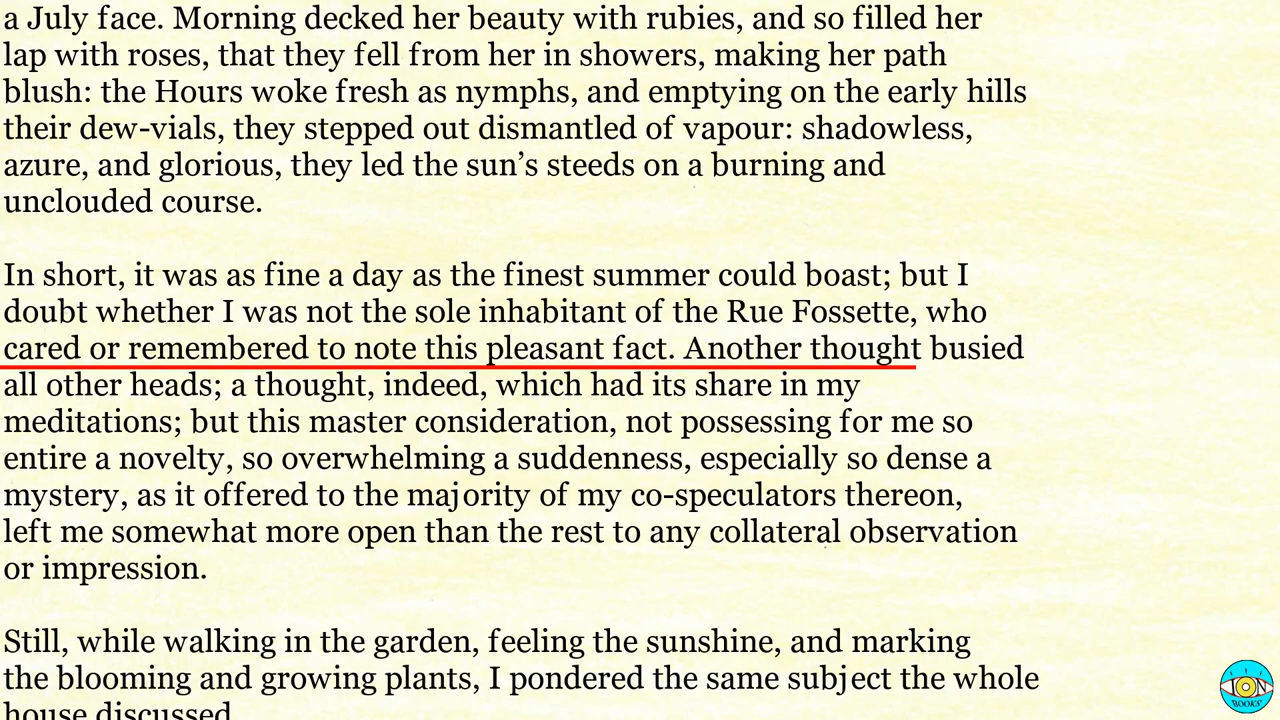 a July face. Morning decked her beauty with rubies, and so filled her
lap with roses, that they fell from her in showers, making her path
blush: the Hours woke fresh as nymphs, and emptying on the early hills
their dew-vials, they stepped out dismantled of vapour: shadowless,
azure, and glorious, they led the sun’s steeds on a burning and
unclouded course.
In short, it was as fine a day as the finest summer could boast; but I
doubt whether I was not the sole inhabitant of the Rue Fossette, who
cared or remembered to note this pleasant fact. Another thought busied
all other heads; a thought, indeed, which had its share in my
meditations; but this master consideration, not possessing for me so
entire a novelty, so overwhelming a suddenness, especially so dense a
mystery, as it offered to the majority of my co-speculators thereon,
left me somewhat more open than the rest to any collateral observation
or impression.
Still, while walking in the garden, feeling the sunshine, and marking
the blooming and growing plants, I pondered the same subject the whole
house discussed.
ION
BOOKS